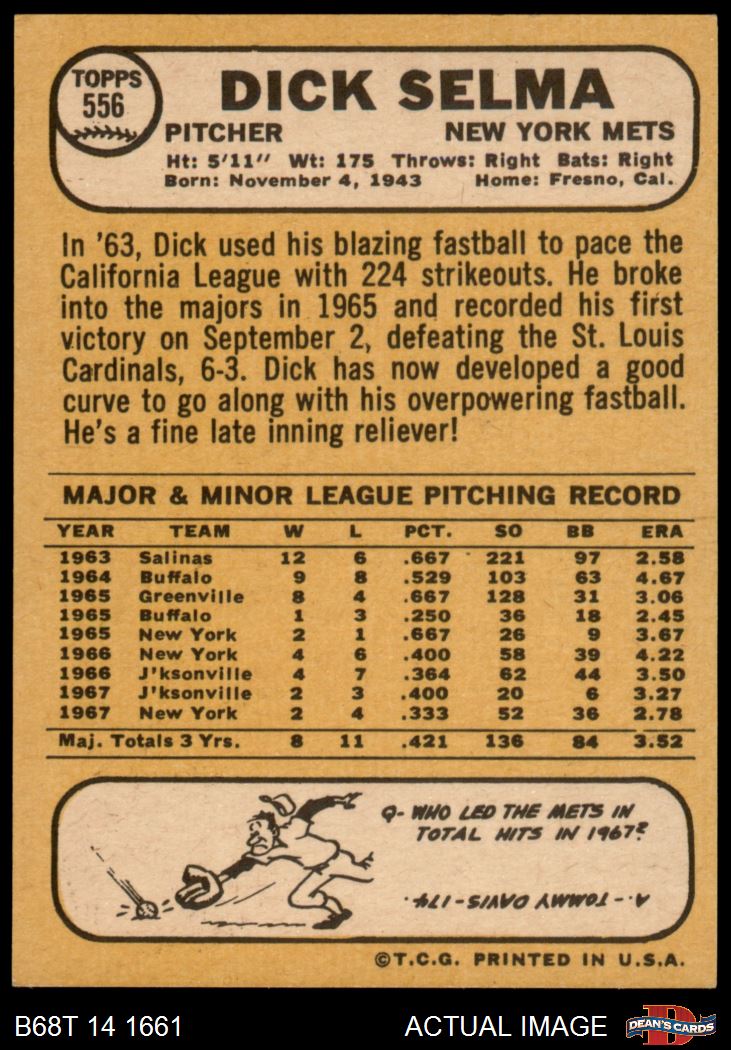 TOPPS
556
DICK SELMA
PITCHER NEW YORK METS
Ht: 5'11" Wt: 175 Throws: Right Bats: Right
Born: November 4, 1943 Home: Fresno, Cal.
In '63, Dick used his blazing fastball to pace the
California League with 224 strikeouts. He broke
into the majors in 1965 and recorded his first
victory on September 2, defeating the St. Louis
Cardinals, 6-3. Dick has now developed a good
curve to go along with his overpowering fastball.
He's a fine late inning reliever!
MAJOR & MINOR LEAGUE PITCHING RECORD
YEAR TEAM W L PCT. SO BB ERA
1963 Salinas 12 6 .667 221 97 2.58
1964 Buffalo 9 8 .529 103 63 4.67
1965 Greenville 8 4 .667 128 31 3.06
1965 Buffalo 1 3 .250 36 18 2.45
1965 New York 2 1 .667 26 9 3.67
1966 New York 4 6 .400 58 39 4.22
1966 J'ksonville 4 7 .364 62 44 3.50
1967 J'ksonville 2 3 .400 20 6 3.27
1967 New York 2 4 .333 52 36 2.78
Maj. Totals 3 Yrs. 8 11 .421 136 84 3.52
Q- WHO LED THE METS IN
TOTAL HITS IN 1967?
A.- TOMMY DAVIS-174.
©T.C.G. PRINTED IN U.S.A.
B68T 14 1661 ACTUAL IMAGE DEAN'S CARDS